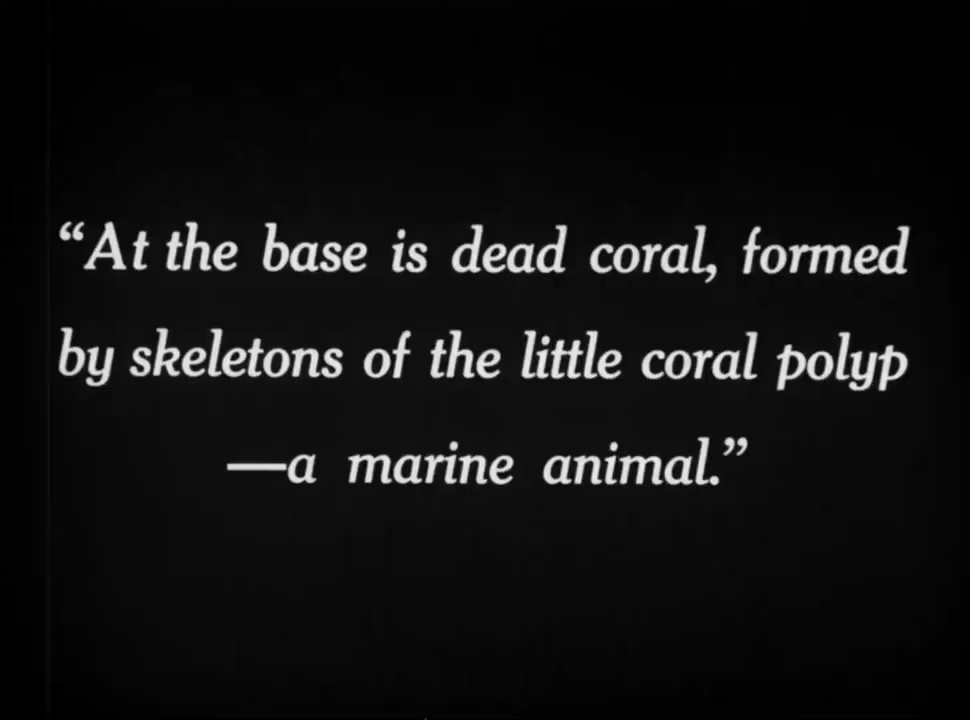 “At the base is dead coral, formed
by skeletons of the little coral polyp
—a marine animal.”